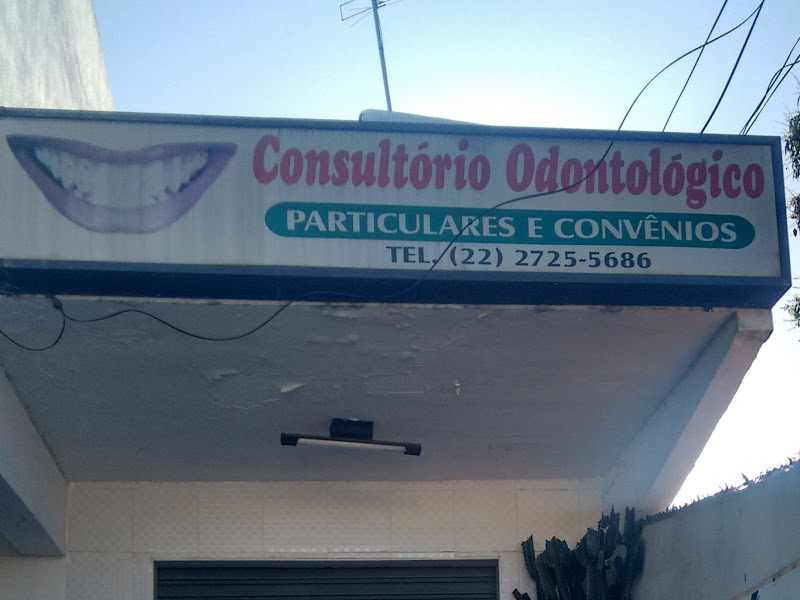 Consultório Odontológico
PARTICULARES E CONVÊNIOS
TEL. (22) 2725-5686